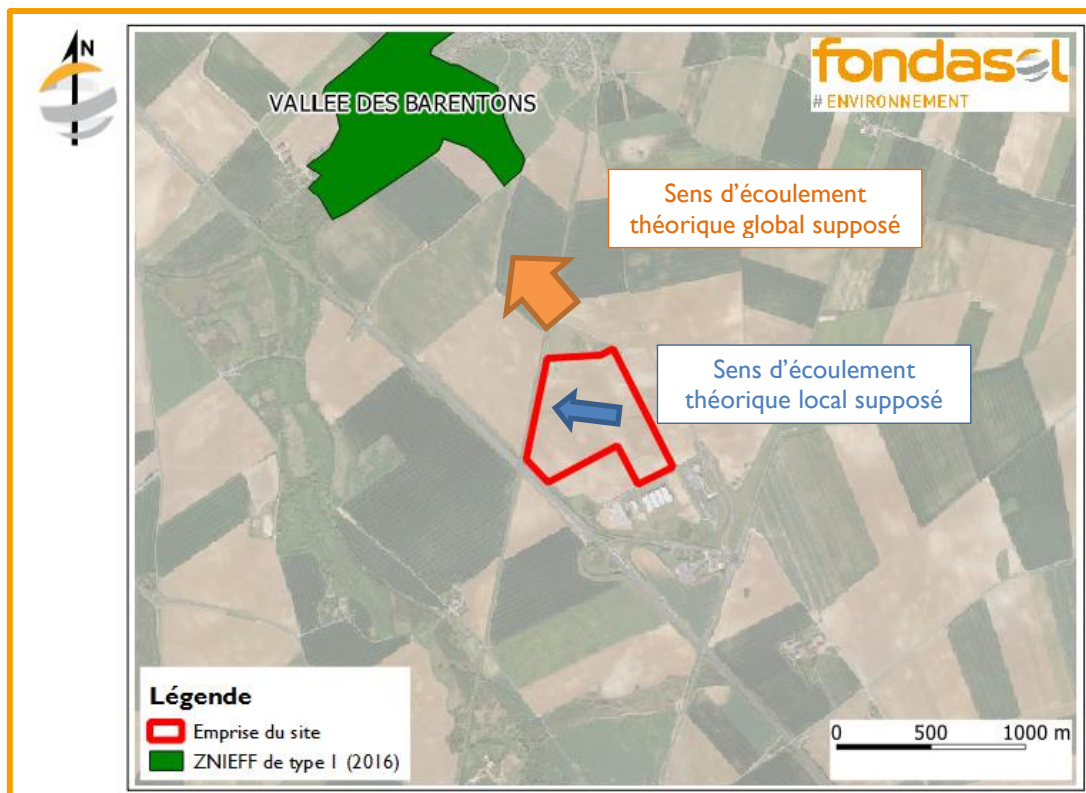 N
fondasol
# ENVIRONNEMENT
VALLEE DES BARENTONS
Sens d’écoulement
théorique global supposé
Sens d’écoulement
théorique local supposé
Légende
Emprise du site
ZNIEFF de type 1 (2016)
0 500 1000 m